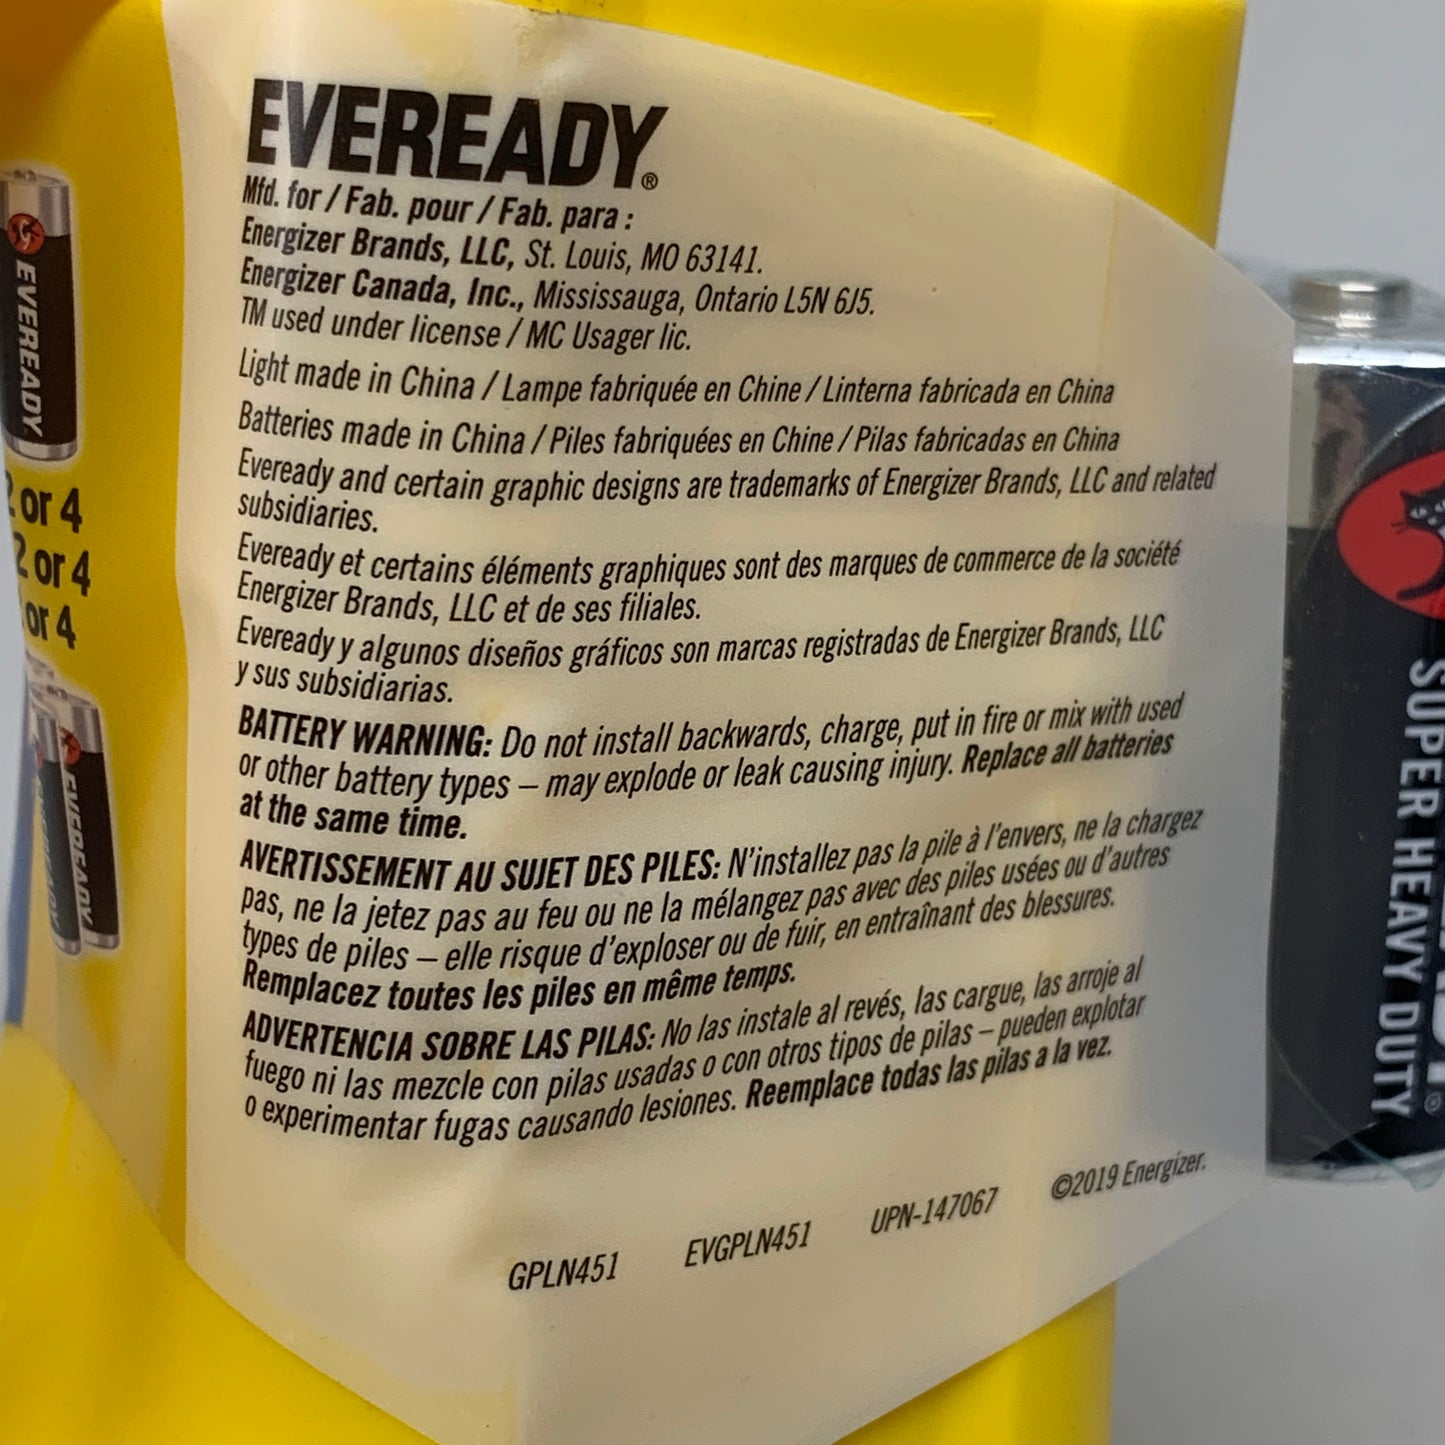 EVEREADY®
Mfd. for / Fab. pour / Fab. para :
Energizer Brands, LLC, St. Louis, MO 63141.
Energizer Canada, Inc., Mississauga, Ontario L5N 6J5.
TM used under license / MC Usager lic.
Light made in China / Lampe fabriquée en Chine / Linterna fabricada en China
Batteries made in China / Piles fabriquées en Chine / Pilas fabricadas en China
Eveready and certain graphic designs are trademarks of Energizer Brands, LLC and related
subsidiaries.
Eveready et certains éléments graphiques sont des marques de commerce de la société
Energizer Brands, LLC et de ses filiales.
Eveready y algunos diseños gráficos son marcas registradas de Energizer Brands, LLC
y sus subsidiarias.
BATTERY WARNING: Do not install backwards, charge, put in fire or mix with used
or other battery types – may explode or leak causing injury. Replace all batteries
at the same time.
AVERTISSEMENT AU SUJET DES PILES: N'installez pas la pile à l'envers, ne la chargez
pas, ne la jetez pas au feu ou ne la mélangez pas avec des piles usées ou d'autres
types de piles – elle risque d'exploser ou de fuir, en entraînant des blessures.
Remplacez toutes les piles en même temps.
ADVERTENCIA SOBRE LAS PILAS: No las instale al revés, las cargue, las arroje al
fuego ni las mezcle con pilas usadas o con otros tipos de pilas – pueden explotar
o experimentar fugas causando lesiones. Reemplace todas las pilas a la vez.
GPLN451 EVGPLN451 UPN-147067 ©2019 Energizer.
EVEREADY
2 or 4
2 or 4
or 4
EVEREADY
SUPER HEAVY DUTY